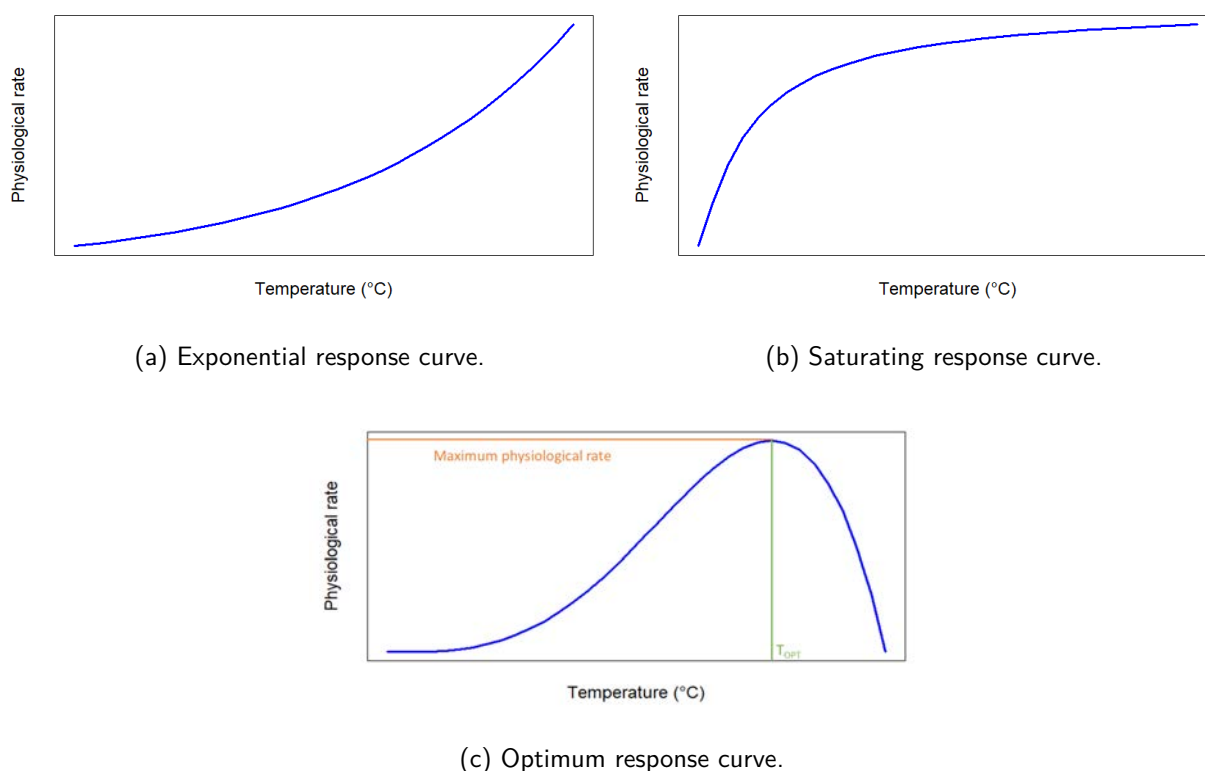 Physiological rate
Temperature (°C)
(a) Exponential response curve.
Physiological rate
Temperature (°C)
(b) Saturating response curve.
Maximum physiological rate
Physiological rate
T_OPT
Temperature (°C)
(c) Optimum response curve.